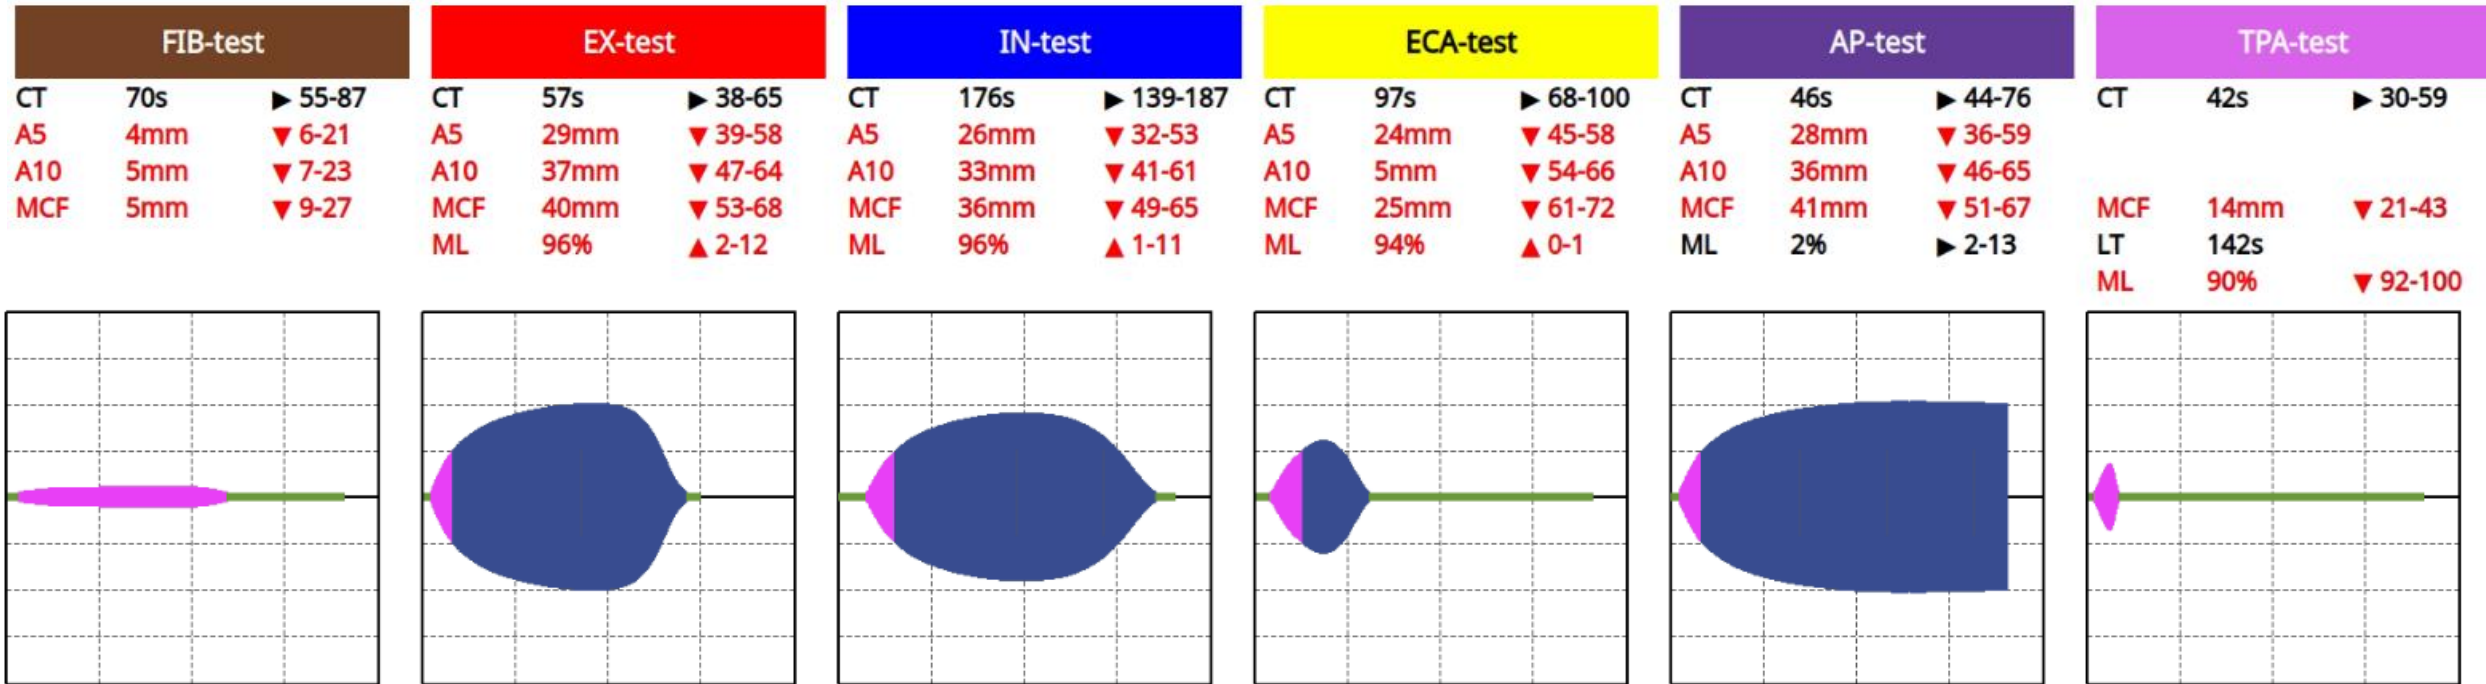 FIB-test
CT 70s ▶ 55-87
A5 4mm ▼ 6-21
A10 5mm ▼ 7-23
MCF 5mm ▼ 9-27
EX-test
CT 57s ▶ 38-65
A5 29mm ▼ 39-58
A10 37mm ▼ 47-64
MCF 40mm ▼ 53-68
ML 96% ▲ 2-12
IN-test
CT 176s ▶ 139-187
A5 26mm ▼ 32-53
A10 33mm ▼ 41-61
MCF 36mm ▼ 49-65
ML 96% ▲ 1-11
ECA-test
CT 97s ▶ 68-100
A5 24mm ▼ 45-58
A10 5mm ▼ 54-66
MCF 25mm ▼ 61-72
ML 94% ▲ 0-1
AP-test
CT 46s ▶ 44-76
A5 28mm ▼ 36-59
A10 36mm ▼ 46-65
MCF 41mm ▼ 51-67
ML 2% ▶ 2-13
TPA-test
CT 42s ▶ 30-59
MCF 14mm ▼ 21-43
LT 142s
ML 90% ▼ 92-100